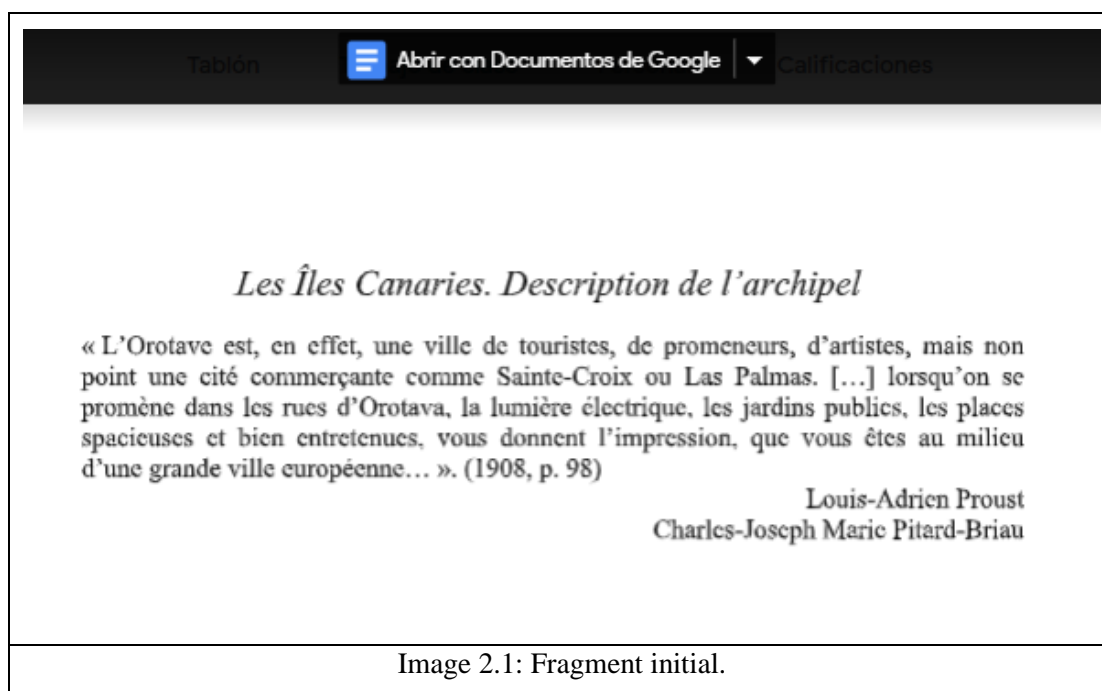 Tablón
Abrir con Documentos de Google
Calificaciones
Les Îles Canaries. Description de l’archipel
« L’Orotave est, en effet, une ville de touristes, de promeneurs, d’artistes, mais non
point une cité commerçante comme Sainte-Croix ou Las Palmas. […] lorsqu’on se
promène dans les rues d’Orotava, la lumière électrique, les jardins publics, les places
spacieuses et bien entretenues, vous donnent l’impression, que vous êtes au milieu
d’une grande ville européenne… ». (1908, p. 98)
Louis-Adrien Proust
Charles-Joseph Marie Pitard-Briau
Image 2.1: Fragment initial.